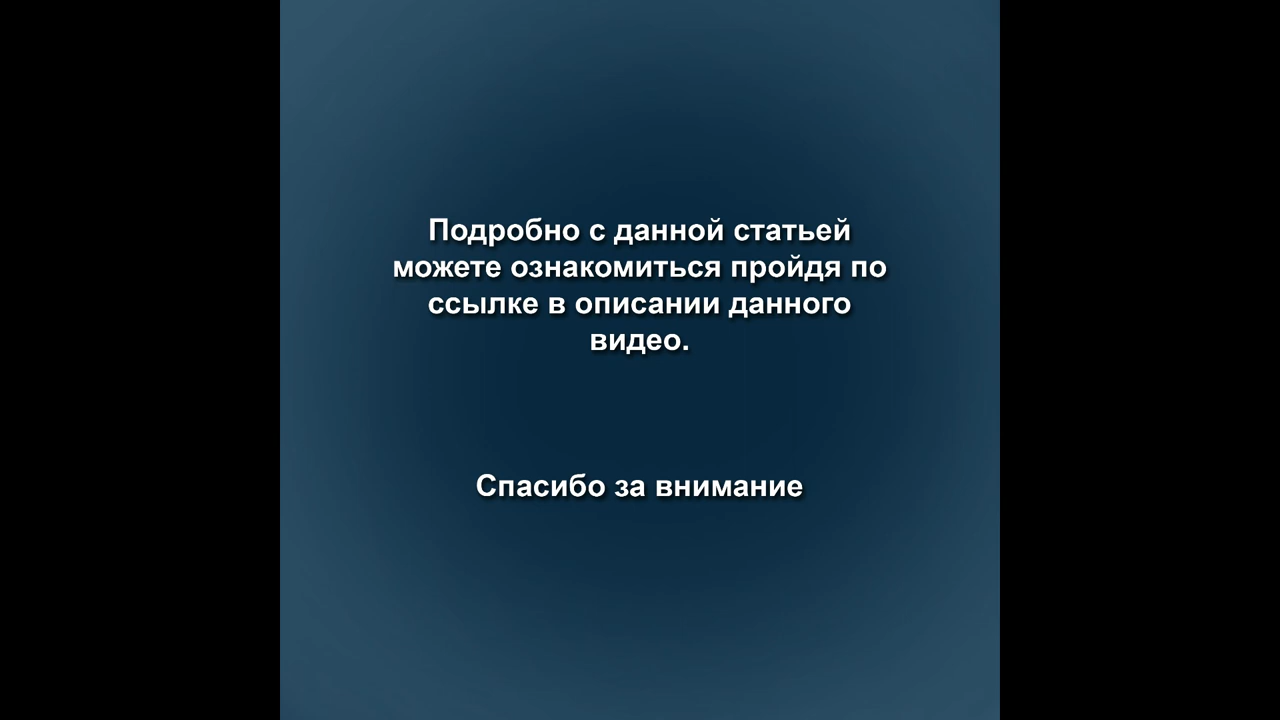 Подробно с данной статьей
можете ознакомиться пройдя по
ссылке в описании данного
видео.
Спасибо за внимание